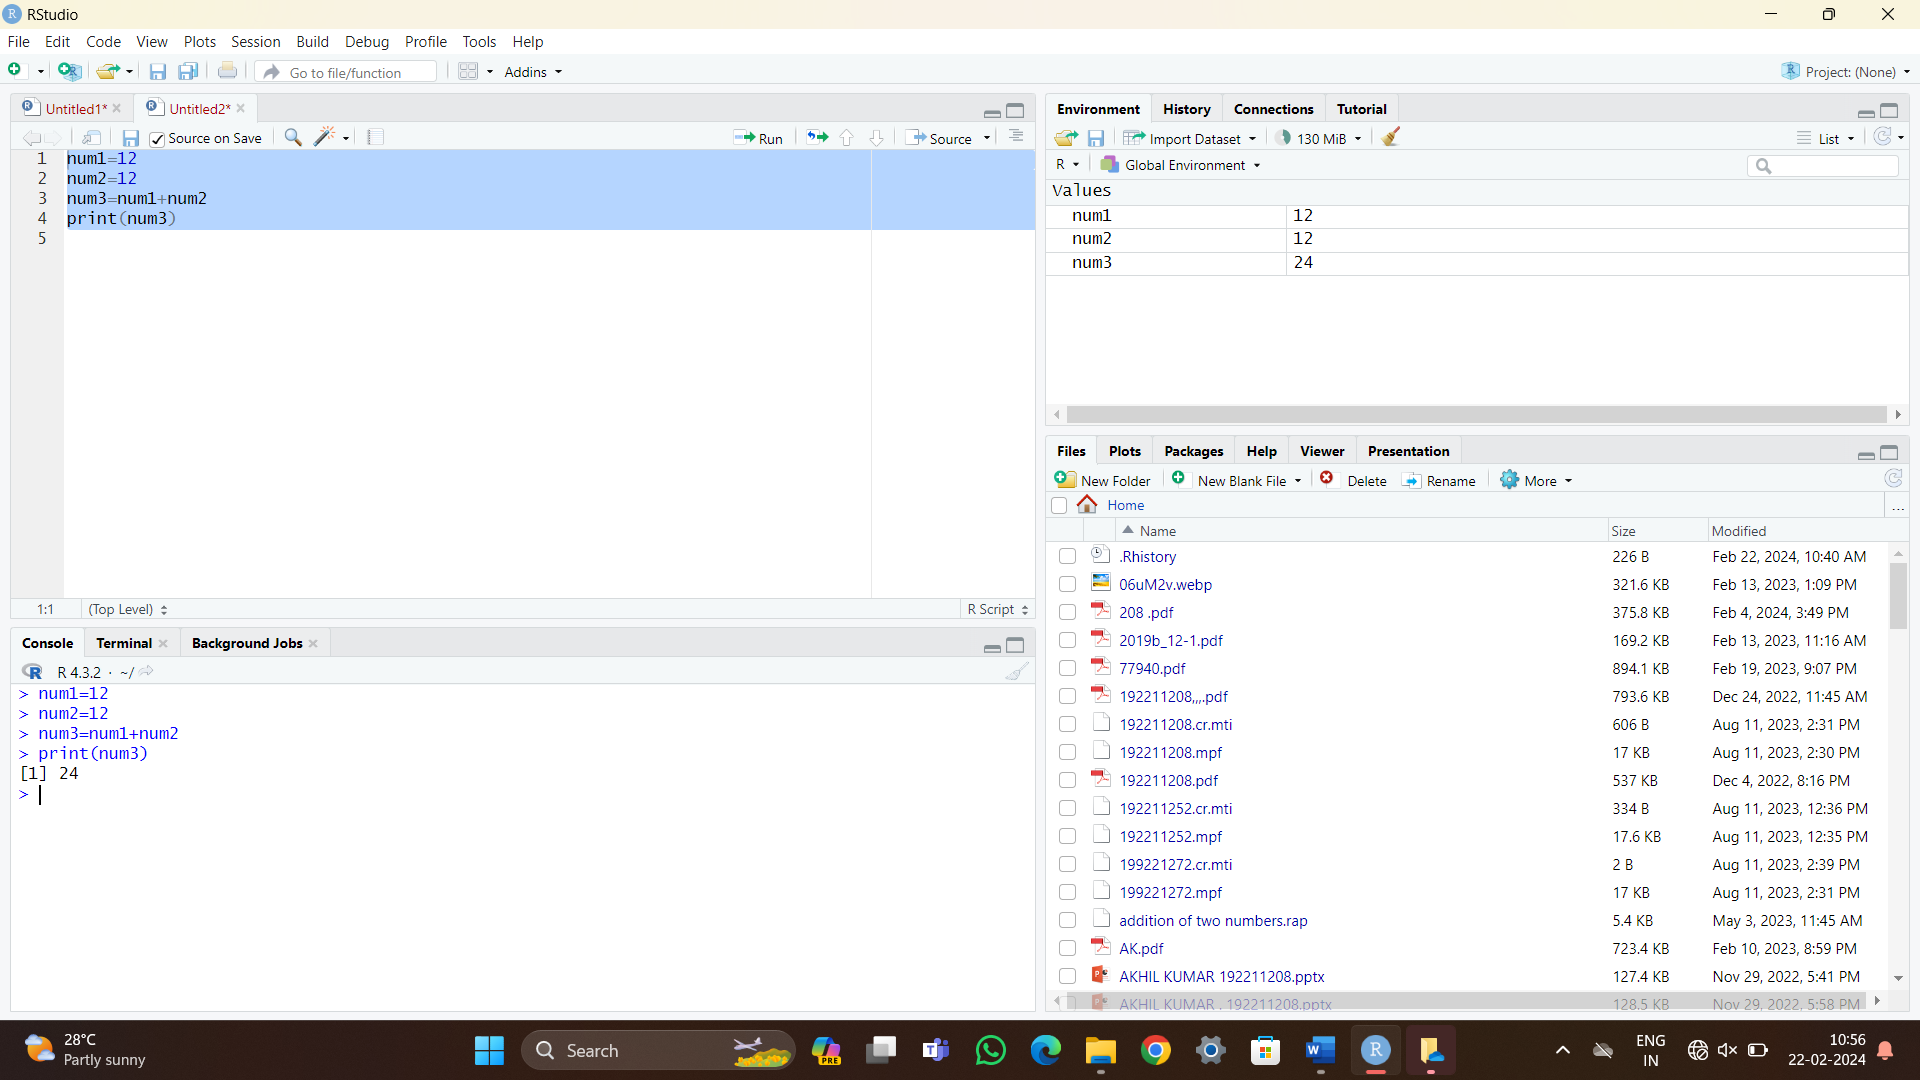 RStudio
File Edit Code View Plots Session Build Debug Profile Tools Help
Go to file/function Addins Project: (None)
Untitled1* Untitled2*
Source on Save Run Source
1 num1=12
2 num2=12
3 num3=num1+num2
4 print(num3)
5
1:1 (Top Level) R Script
Console Terminal Background Jobs
R 4.3.2 · ~/
> num1=12
> num2=12
> num3=num1+num2
> print(num3)
[1] 24
>
Environment History Connections Tutorial
Import Dataset 130 MiB List
R Global Environment
Values
num1 12
num2 12
num3 24
Files Plots Packages Help Viewer Presentation
New Folder New Blank File Delete Rename More
Home ...
Name Size Modified
.Rhistory 226 B Feb 22, 2024, 10:40 AM
06uM2v.webp 321.6 KB Feb 13, 2023, 1:09 PM
208 .pdf 375.8 KB Feb 4, 2024, 3:49 PM
2019b_12-1.pdf 169.2 KB Feb 13, 2023, 11:16 AM
77940.pdf 894.1 KB Feb 19, 2023, 9:07 PM
192211208,,,.pdf 793.6 KB Dec 24, 2022, 11:45 AM
192211208.cr.mti 606 B Aug 11, 2023, 2:31 PM
192211208.mpf 17 KB Aug 11, 2023, 2:30 PM
192211208.pdf 537 KB Dec 4, 2022, 8:16 PM
192211252.cr.mti 334 B Aug 11, 2023, 12:36 PM
192211252.mpf 17.6 KB Aug 11, 2023, 12:35 PM
199221272.cr.mti 2 B Aug 11, 2023, 2:39 PM
199221272.mpf 17 KB Aug 11, 2023, 2:31 PM
addition of two numbers.rap 5.4 KB May 3, 2023, 11:45 AM
AK.pdf 723.4 KB Feb 10, 2023, 8:59 PM
AKHIL KUMAR 192211208.pptx 127.4 KB Nov 29, 2022, 5:41 PM
AKHIL KUMAR . 192211208.pptx 128.5 KB Nov 29, 2022, 5:58 PM
28°C
Partly sunny
Search
PRE
ENG
IN
10:56
22-02-2024